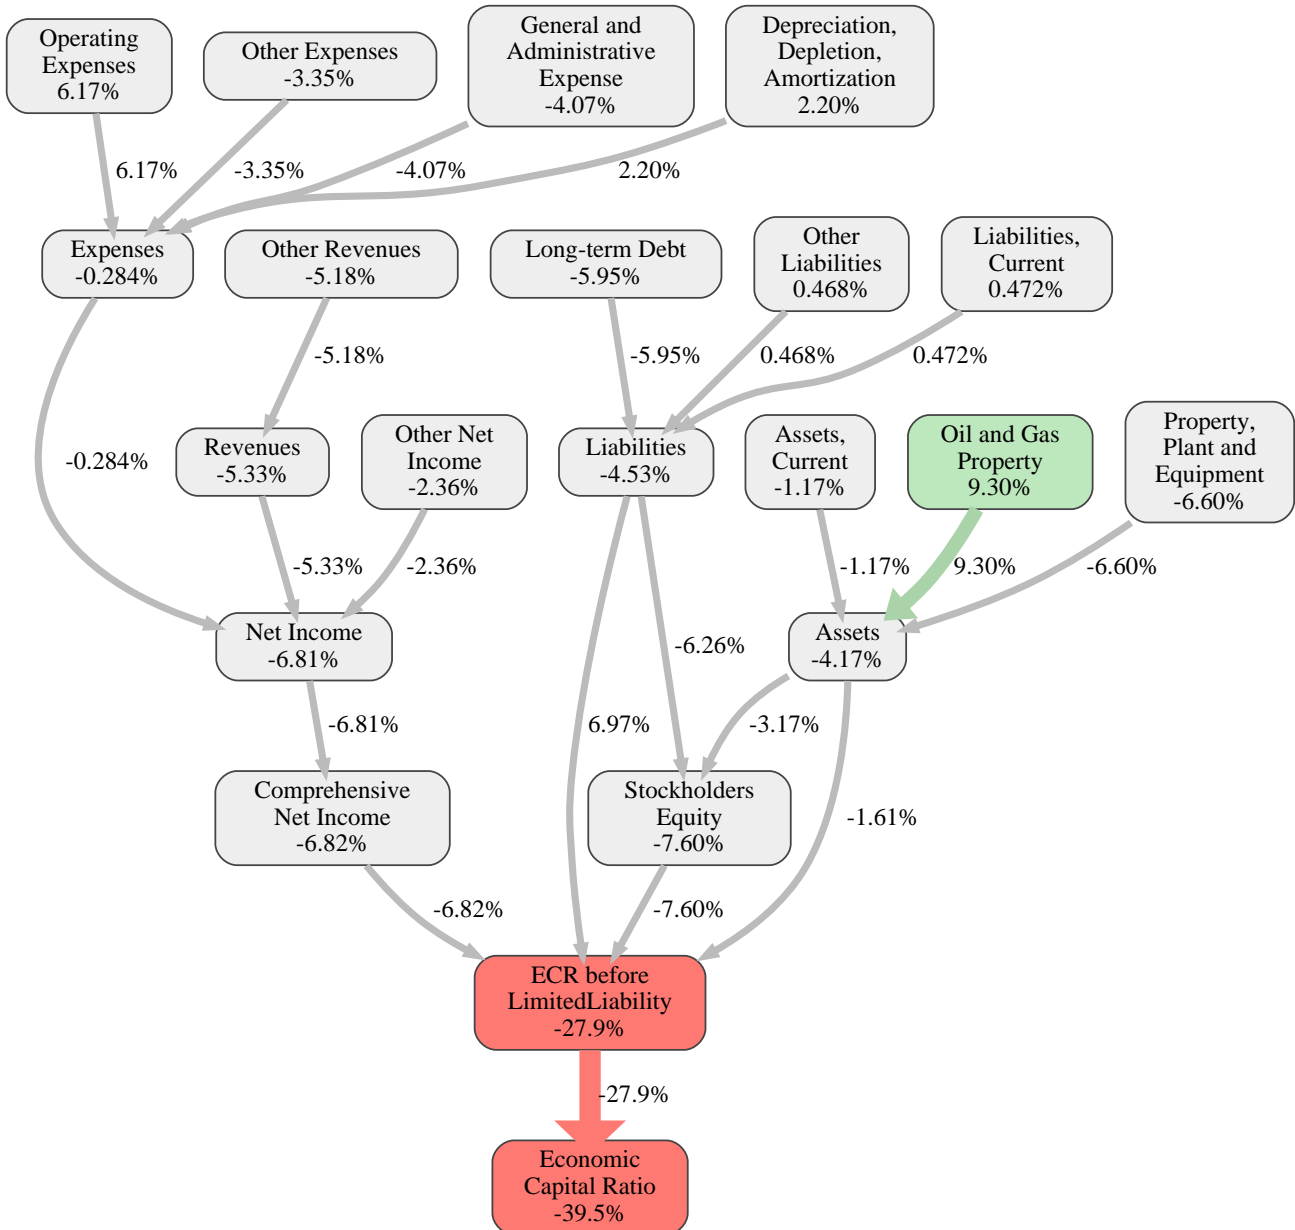 Operating
Expenses
6.17%
Other Expenses
-3.35%
General and
Administrative
Expense
-4.07%
Depreciation,
Depletion,
Amortization
2.20%
6.17%
-3.35%
-4.07%
2.20%
Expenses
-0.284%
Other Revenues
-5.18%
Long-term Debt
-5.95%
Other
Liabilities
0.468%
Liabilities,
Current
0.472%
-5.18%
-5.95%
0.468%
0.472%
-0.284%
Revenues
-5.33%
Other Net
Income
-2.36%
Liabilities
-4.53%
Assets,
Current
-1.17%
Oil and Gas
Property
9.30%
Property,
Plant and
Equipment
-6.60%
-5.33%
-2.36%
-1.17%
9.30%
-6.60%
Net Income
-6.81%
-6.26%
Assets
-4.17%
-6.81%
6.97%
-3.17%
Comprehensive
Net Income
-6.82%
Stockholders
Equity
-7.60%
-1.61%
-6.82%
-7.60%
ECR before
LimitedLiability
-27.9%
-27.9%
Economic
Capital Ratio
-39.5%